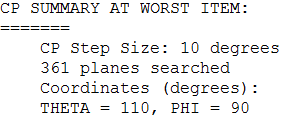 CP SUMMARY AT WORST ITEM:
=======
CP Step Size: 10 degrees
361 planes searched
Coordinates (degrees):
THETA = 110, PHI = 90